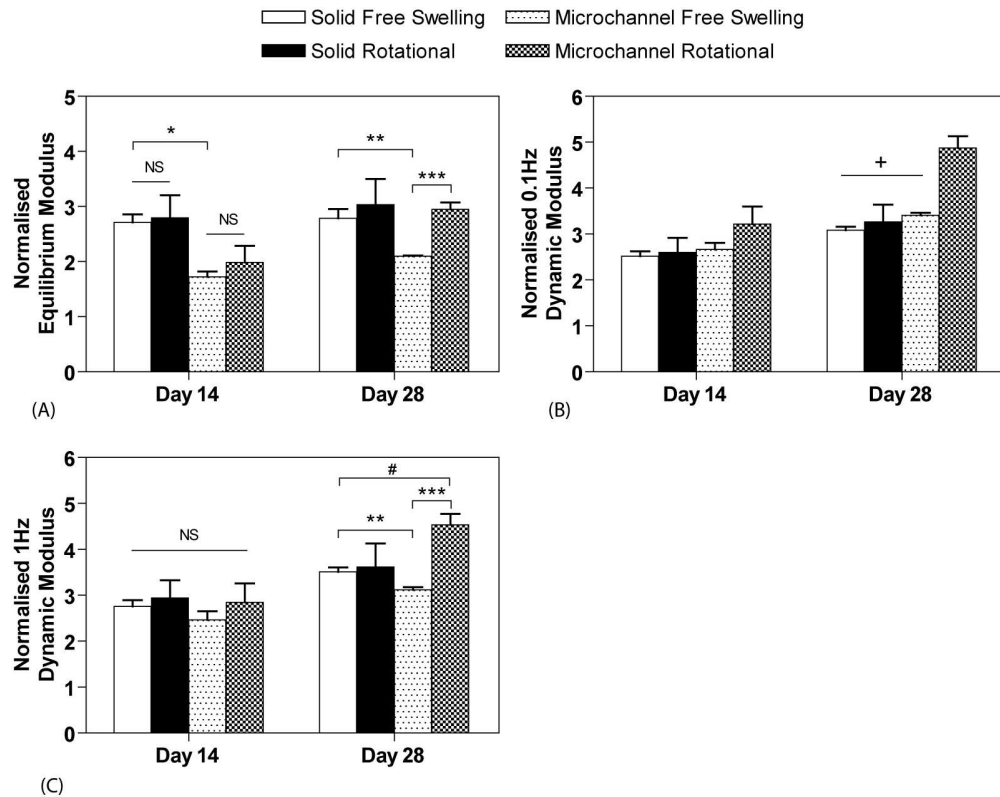 Solid Free Swelling Microchannel Free Swelling
Solid Rotational Microchannel Rotational
Normalised
Equilibrium Modulus
5
4
3
2
1
0
*
NS
NS
**
***
Day 14 Day 28
(A)
Normalised 0.1Hz
Dynamic Modulus
6
5
4
3
2
1
0
+
Day 14 Day 28
(B)
Normalised 1Hz
Dynamic Modulus
6
5
4
3
2
1
0
NS
#
***
**
Day 14 Day 28
(C)